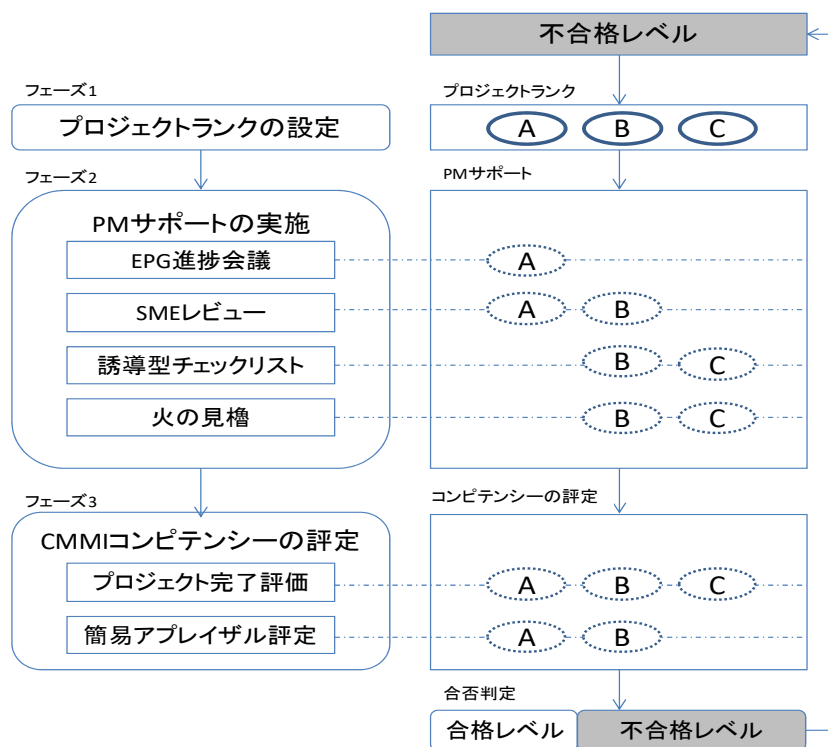 不合格レベル
フェーズ1
プロジェクトランクの設定
プロジェクトランク
A B C
フェーズ2
PMサポートの実施
PMサポート
EPG進捗会議
A
SMEレビュー
A B
誘導型チェックリスト
B C
火の見櫓
B C
フェーズ3
CMMIコンピテンシーの評定
コンピテンシーの評定
プロジェクト完了評価
A B C
簡易アプレイザル評定
A B
合否判定
合格レベル 不合格レベル